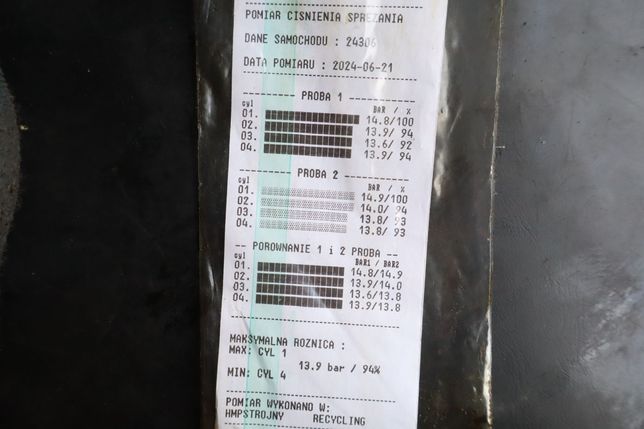 POMIAR CISNIENIA SPREZANIA
DANE SAMOCHODU : 24306
DATA POMIARU : 2024-06-21
PROBA 1
cyl BAR / %
01. 14.8/100
02. 13.9/ 94
03. 13.6/ 92
04. 13.9/ 94
PROBA 2
cyl BAR / %
01. 14.9/100
02. 14.0/ 94
03. 13.8/ 93
04. 13.8/ 93
-- POROWNANIE 1 i 2 PROBA --
cyl BAR1 / BAR2
01. 14.8/14.9
02. 13.9/14.0
03. 13.6/13.8
04. 13.9/13.8
MAKSYMALNA ROZNICA :
MAX: CYL 1
13.9 bar / 94%
MIN: CYL 4
POMIAR WYKONANO W:
HMPSTROJNY RECYCLING